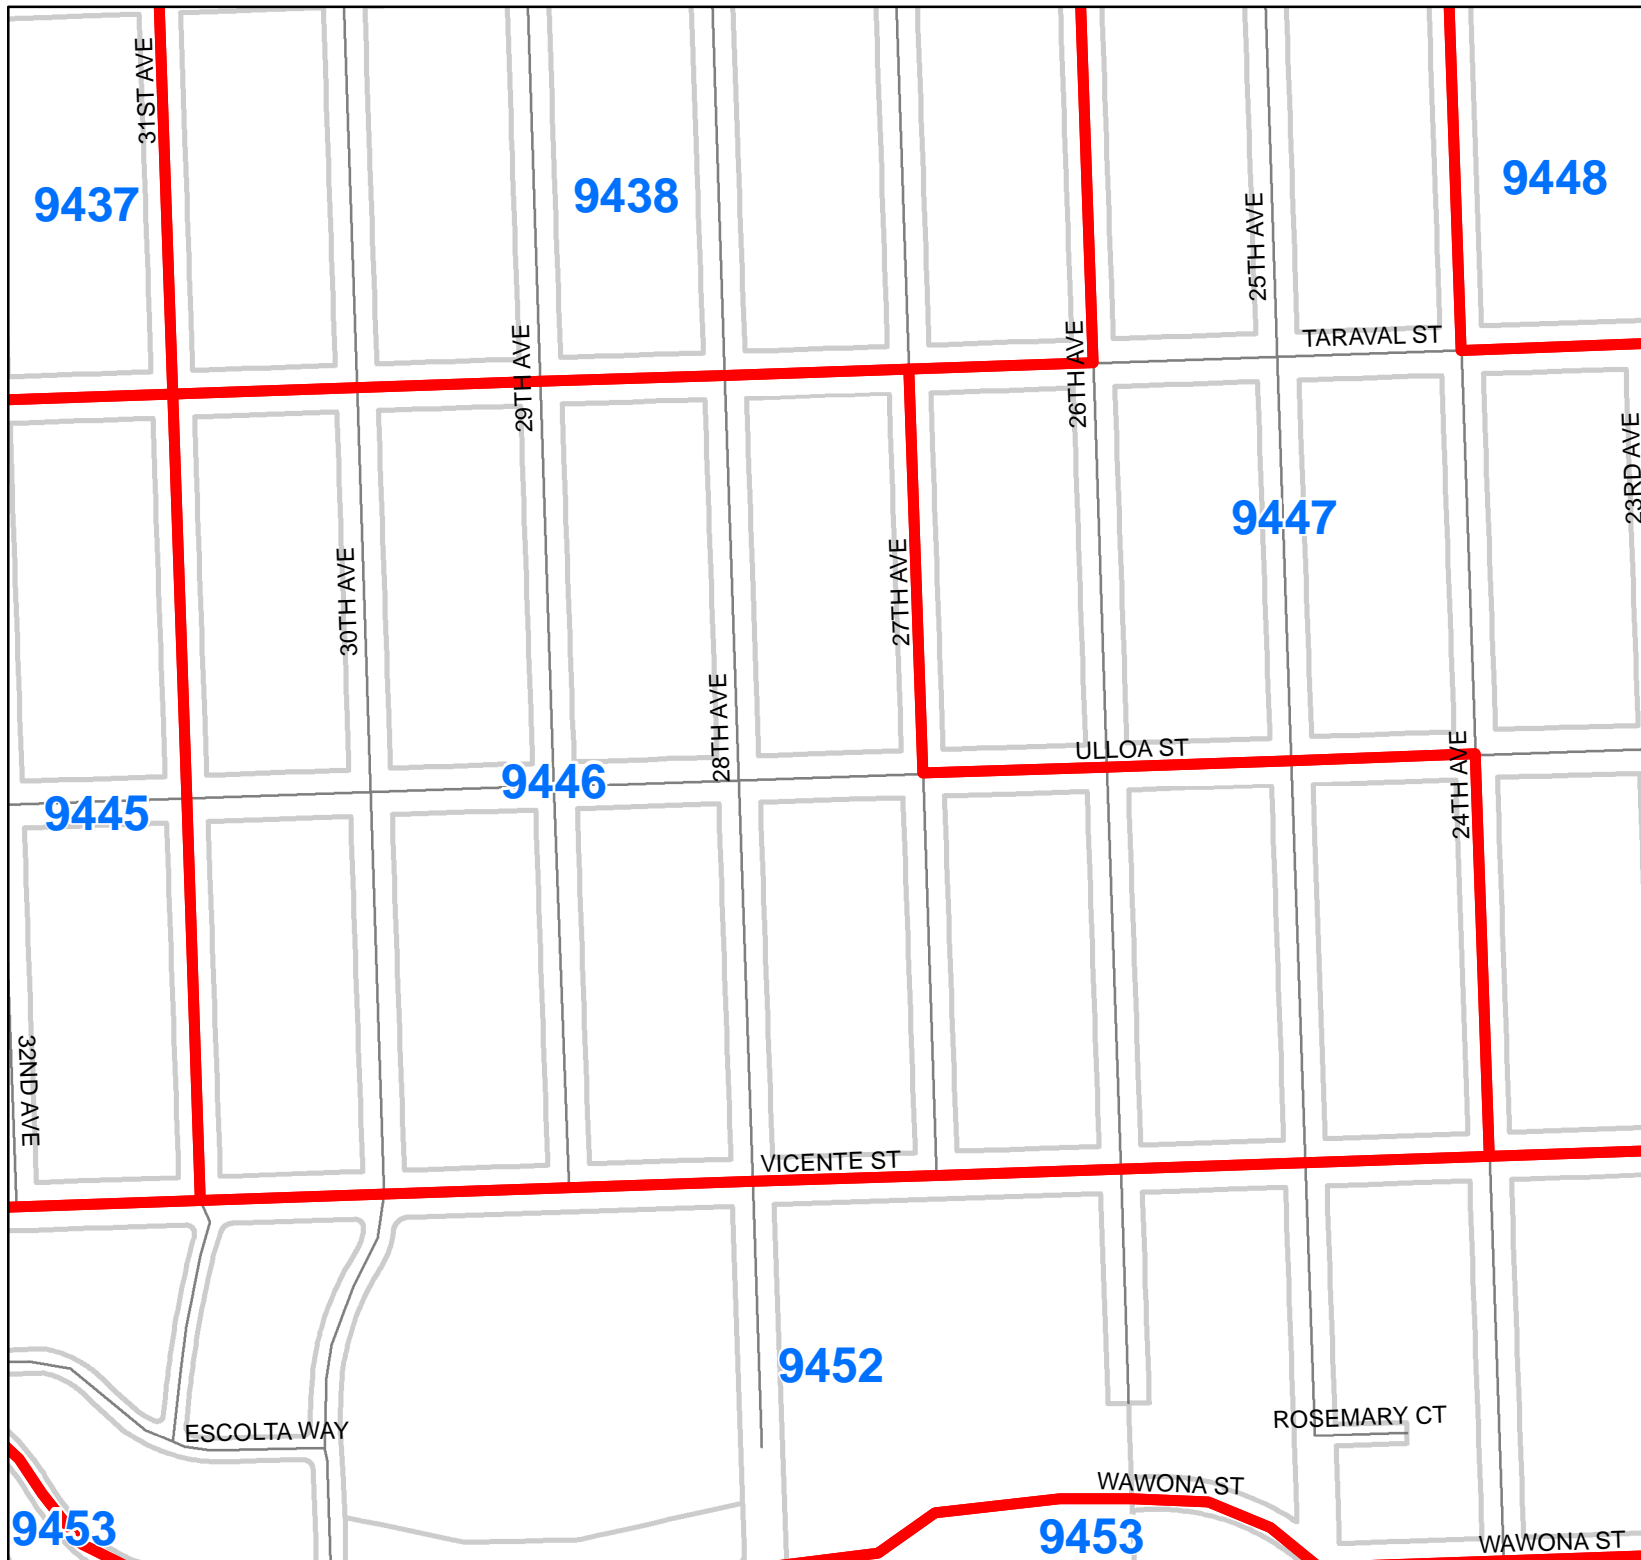 31ST AVE
9437
9438
9448
25TH AVE
TARAVAL ST
29TH AVE
26TH AVE
23RD AVE
9447
30TH AVE
27TH AVE
28TH AVE
ULLOA ST
24TH AVE
9446
9445
32ND AVE
VICENTE ST
9452
ROSEMARY CT
ESCOLTA WAY
WAWONA ST
9453
9453
WAWONA ST